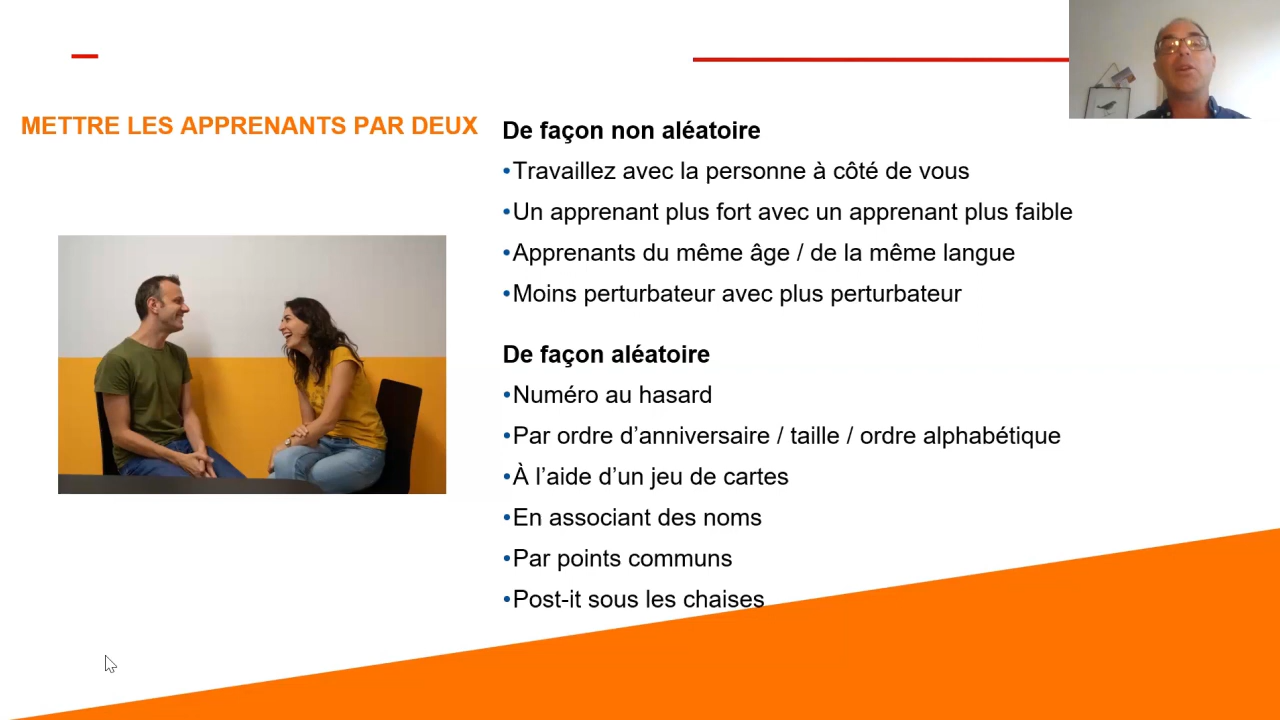 METTRE LES APPRENANTS PAR DEUX
De façon non aléatoire
•Travaillez avec la personne à côté de vous
•Un apprenant plus fort avec un apprenant plus faible
•Apprenants du même âge / de la même langue
•Moins perturbateur avec plus perturbateur
De façon aléatoire
•Numéro au hasard
•Par ordre d’anniversaire / taille / ordre alphabétique
•À l’aide d’un jeu de cartes
•En associant des noms
•Par points communs
•Post-it sous les chaises